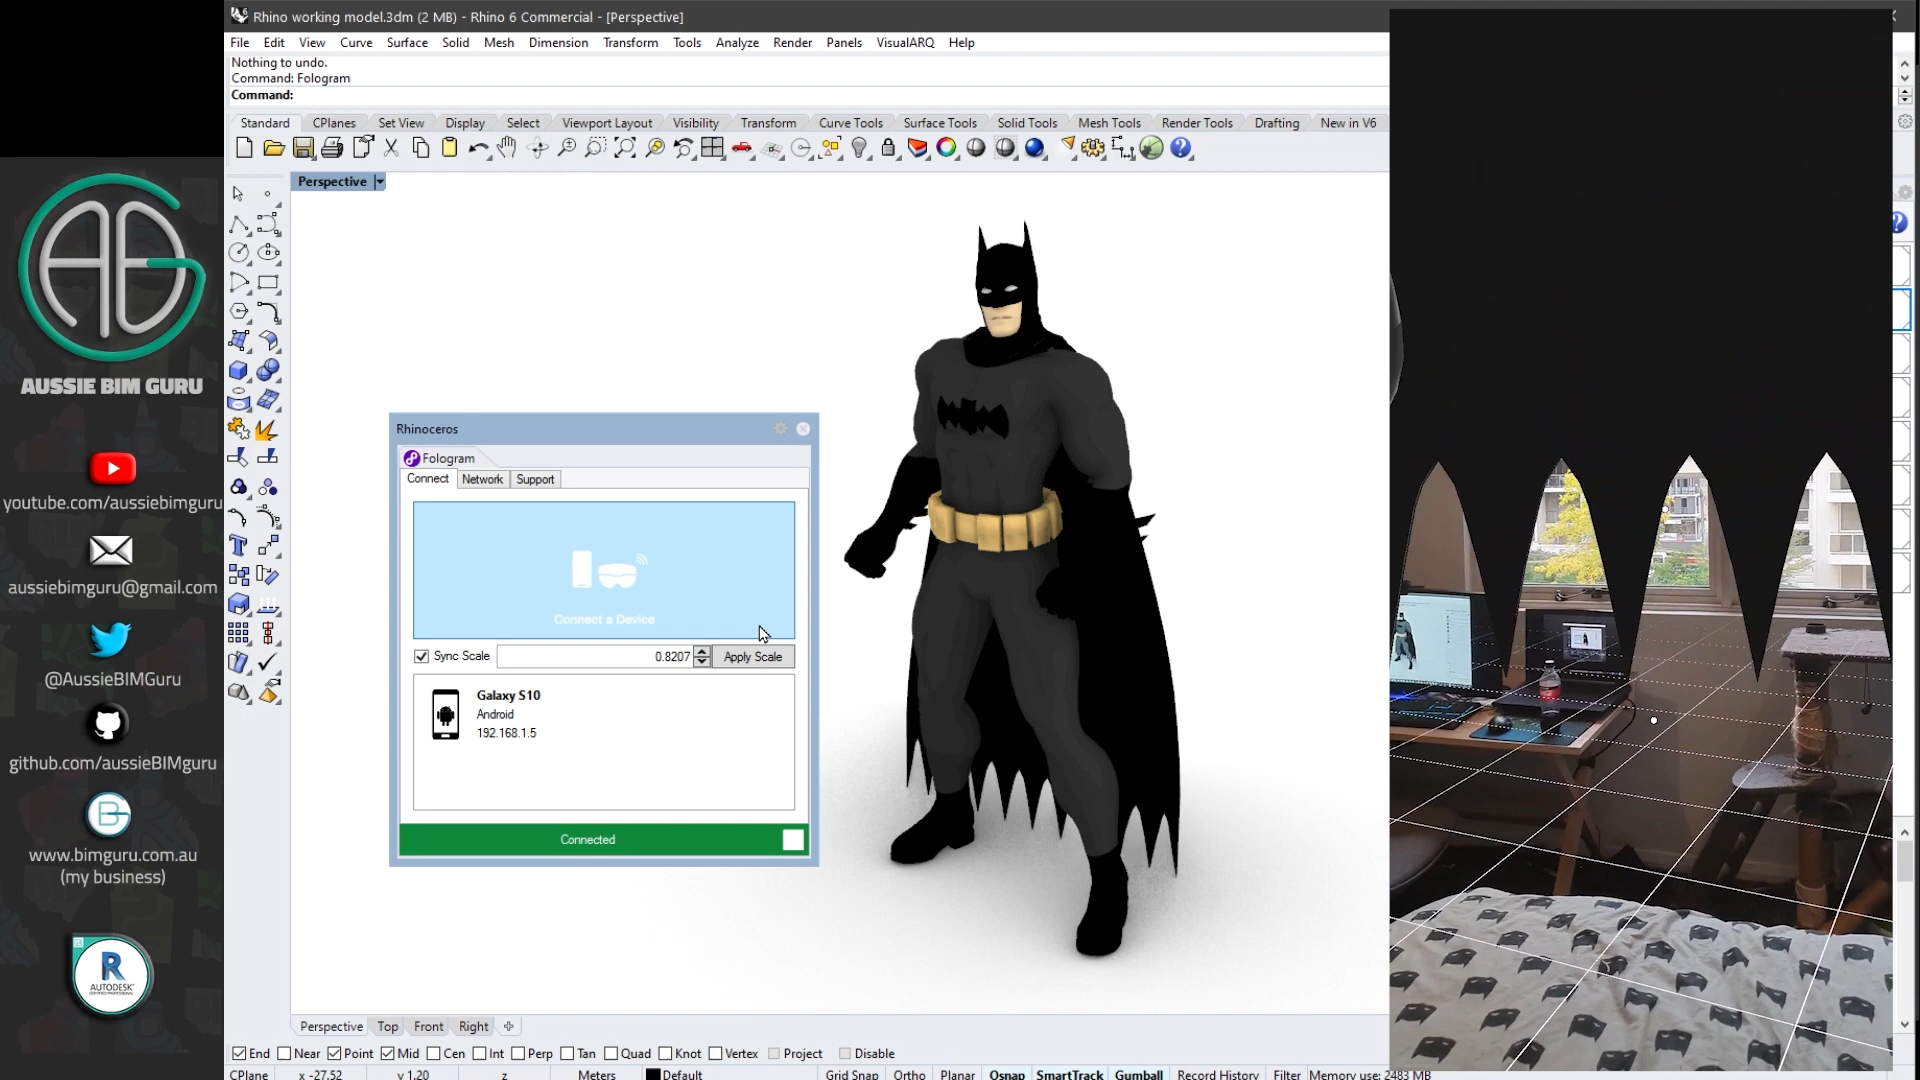 Rhino working model.3dm (2 MB) - Rhino 6 Commercial - [Perspective]
File Edit View Curve Surface Solid Mesh Dimension Transform Tools Analyze Render Panels VisualARQ Help
Nothing to undo.
Command: Fologram
Command:
Standard CPlanes Set View Display Select Viewport Layout Visibility Transform Curve Tools Surface Tools Solid Tools Mesh Tools Render Tools Drafting New in V6
Perspective
AUSSIE BIM GURU
youtube.com/aussiebimguru
aussiebimguru@gmail.com
@AussieBIMGuru
github.com/aussieBIMguru
www.bimguru.com.au
(my business)
R
AUTODESK
Rhinoceros
Fologram
Connect Network Support
Connect a Device
Sync Scale 0.8207 Apply Scale
Galaxy S10
Android
192.168.1.5
Connected
Perspective Top Front Right
End Near Point Mid Cen Int Perp Tan Quad Knot Vertex Project Disable
CPlane x -27.52 y 1.20 z Meters Default Grid Snap Ortho Planar Osnap SmartTrack Gumball Record History Filter Memory use: 2483 MB